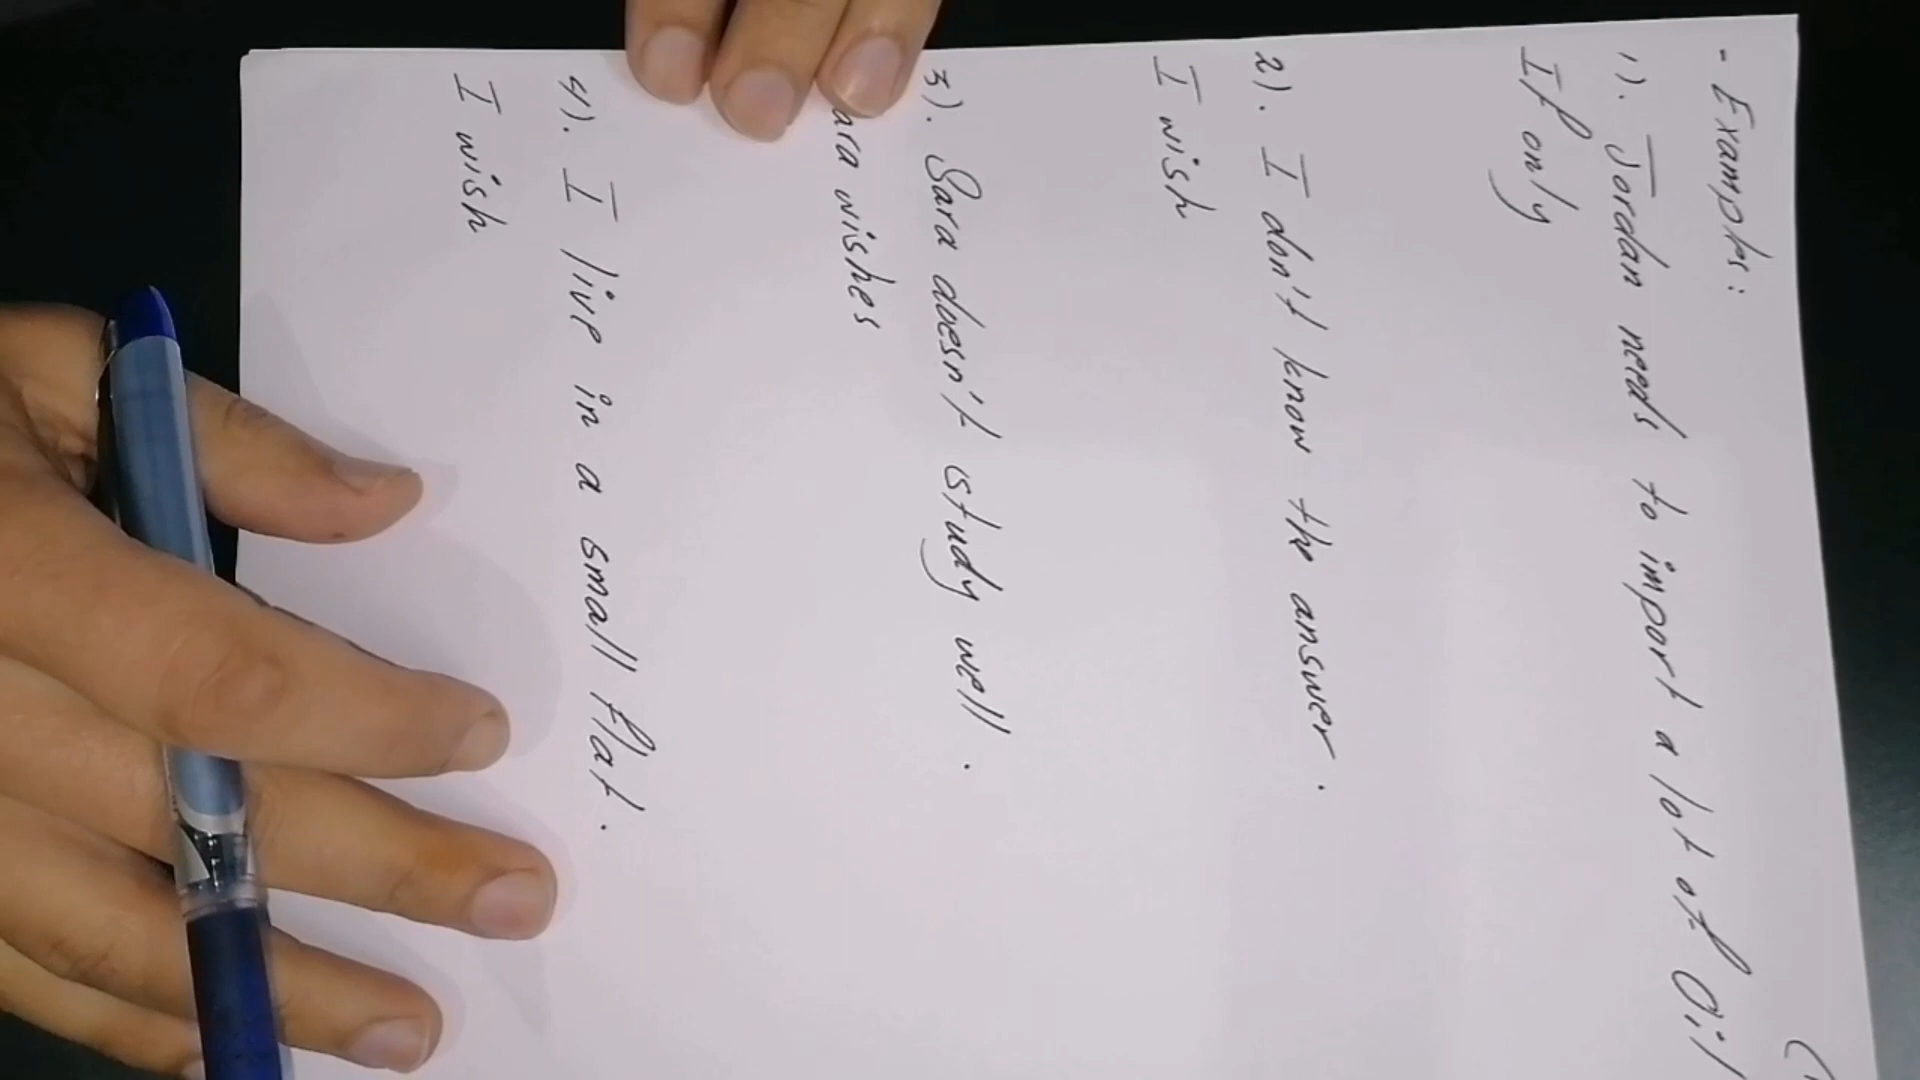 - Examples:
1). Jordan needs to import a lot of Oil
If only
2). I don't know the answer.
I wish
3). Sara doesn't study well.
ara wishes
4). I live in a small flat.
I wish